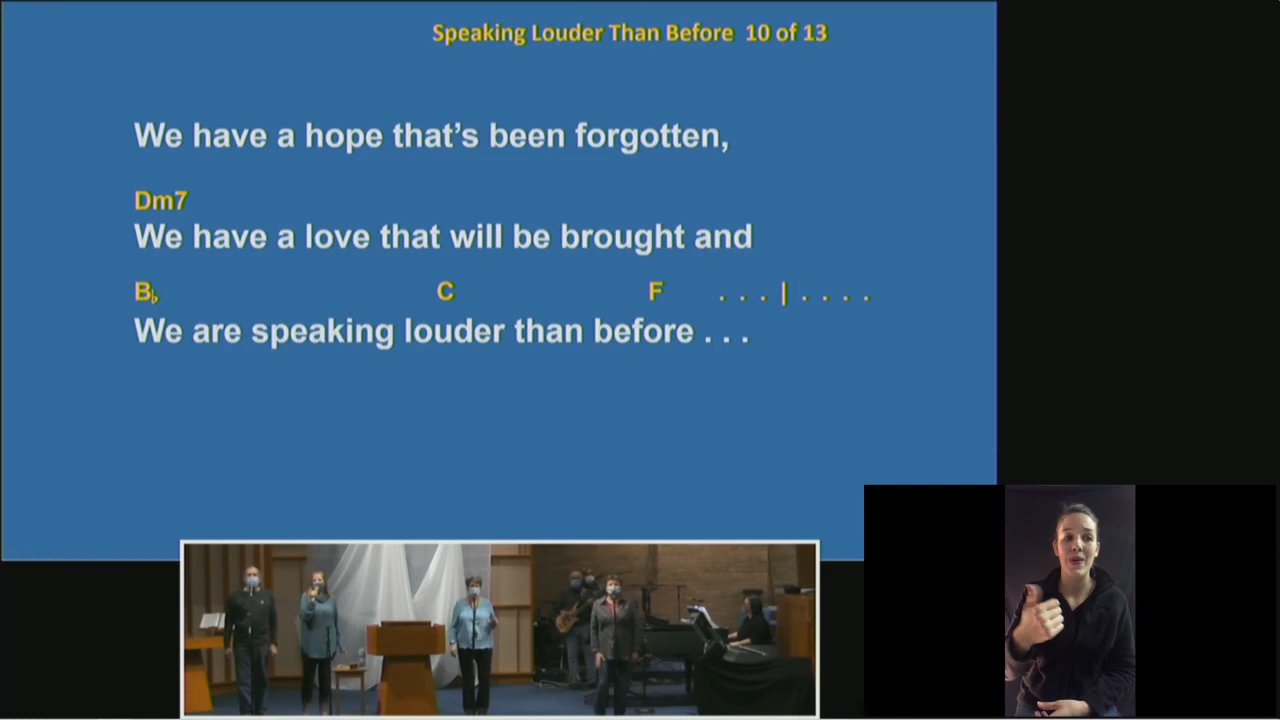 Speaking Louder Than Before 10 of 13
We have a hope that's been forgotten,
Dm7
We have a love that will be brought and
B♭ C F . . . | . . . .
We are speaking louder than before . . .